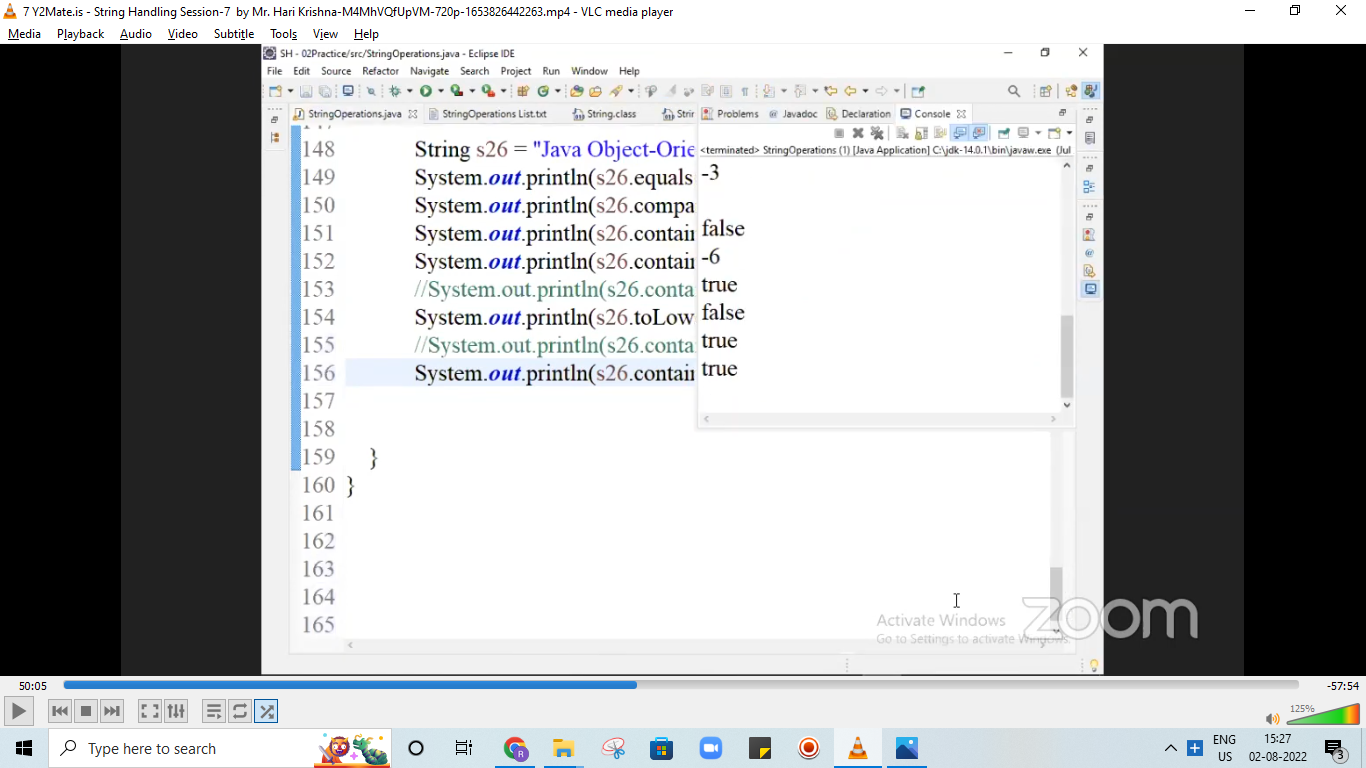 7 Y2Mate.is - String Handling Session-7 by Mr. Hari Krishna-M4MhVQfUpVM-720p-1653826442263.mp4 - VLC media player
Media Playback Audio Video Subtitle Tools View Help
SH - 02Practice/src/StringOperations.java - Eclipse IDE
File Edit Source Refactor Navigate Search Project Run Window Help
StringOperations.java StringOperations List.txt String.class Strir Problems @ Javadoc Declaration Console
<terminated> StringOperations (1) [Java Application] C:\jdk-14.0.1\bin\javaw.exe (Jul
148 String s26 = "Java Object-Orie
149 System.out.println(s26.equals
150 System.out.println(s26.compa
151 System.out.println(s26.contain
152 System.out.println(s26.contain
153 //System.out.println(s26.conta
154 System.out.println(s26.toLow
155 //System.out.println(s26.conta
156 System.out.println(s26.contain
157
158
159 }
160 }
161
162
163
164
165
-3
false
-6
true
false
true
true
Activate Windows
Go to Settings to activate Windows.
zoom
50:05 -57:54
125%
Type here to search
ENG
US
15:27
02-08-2022
3